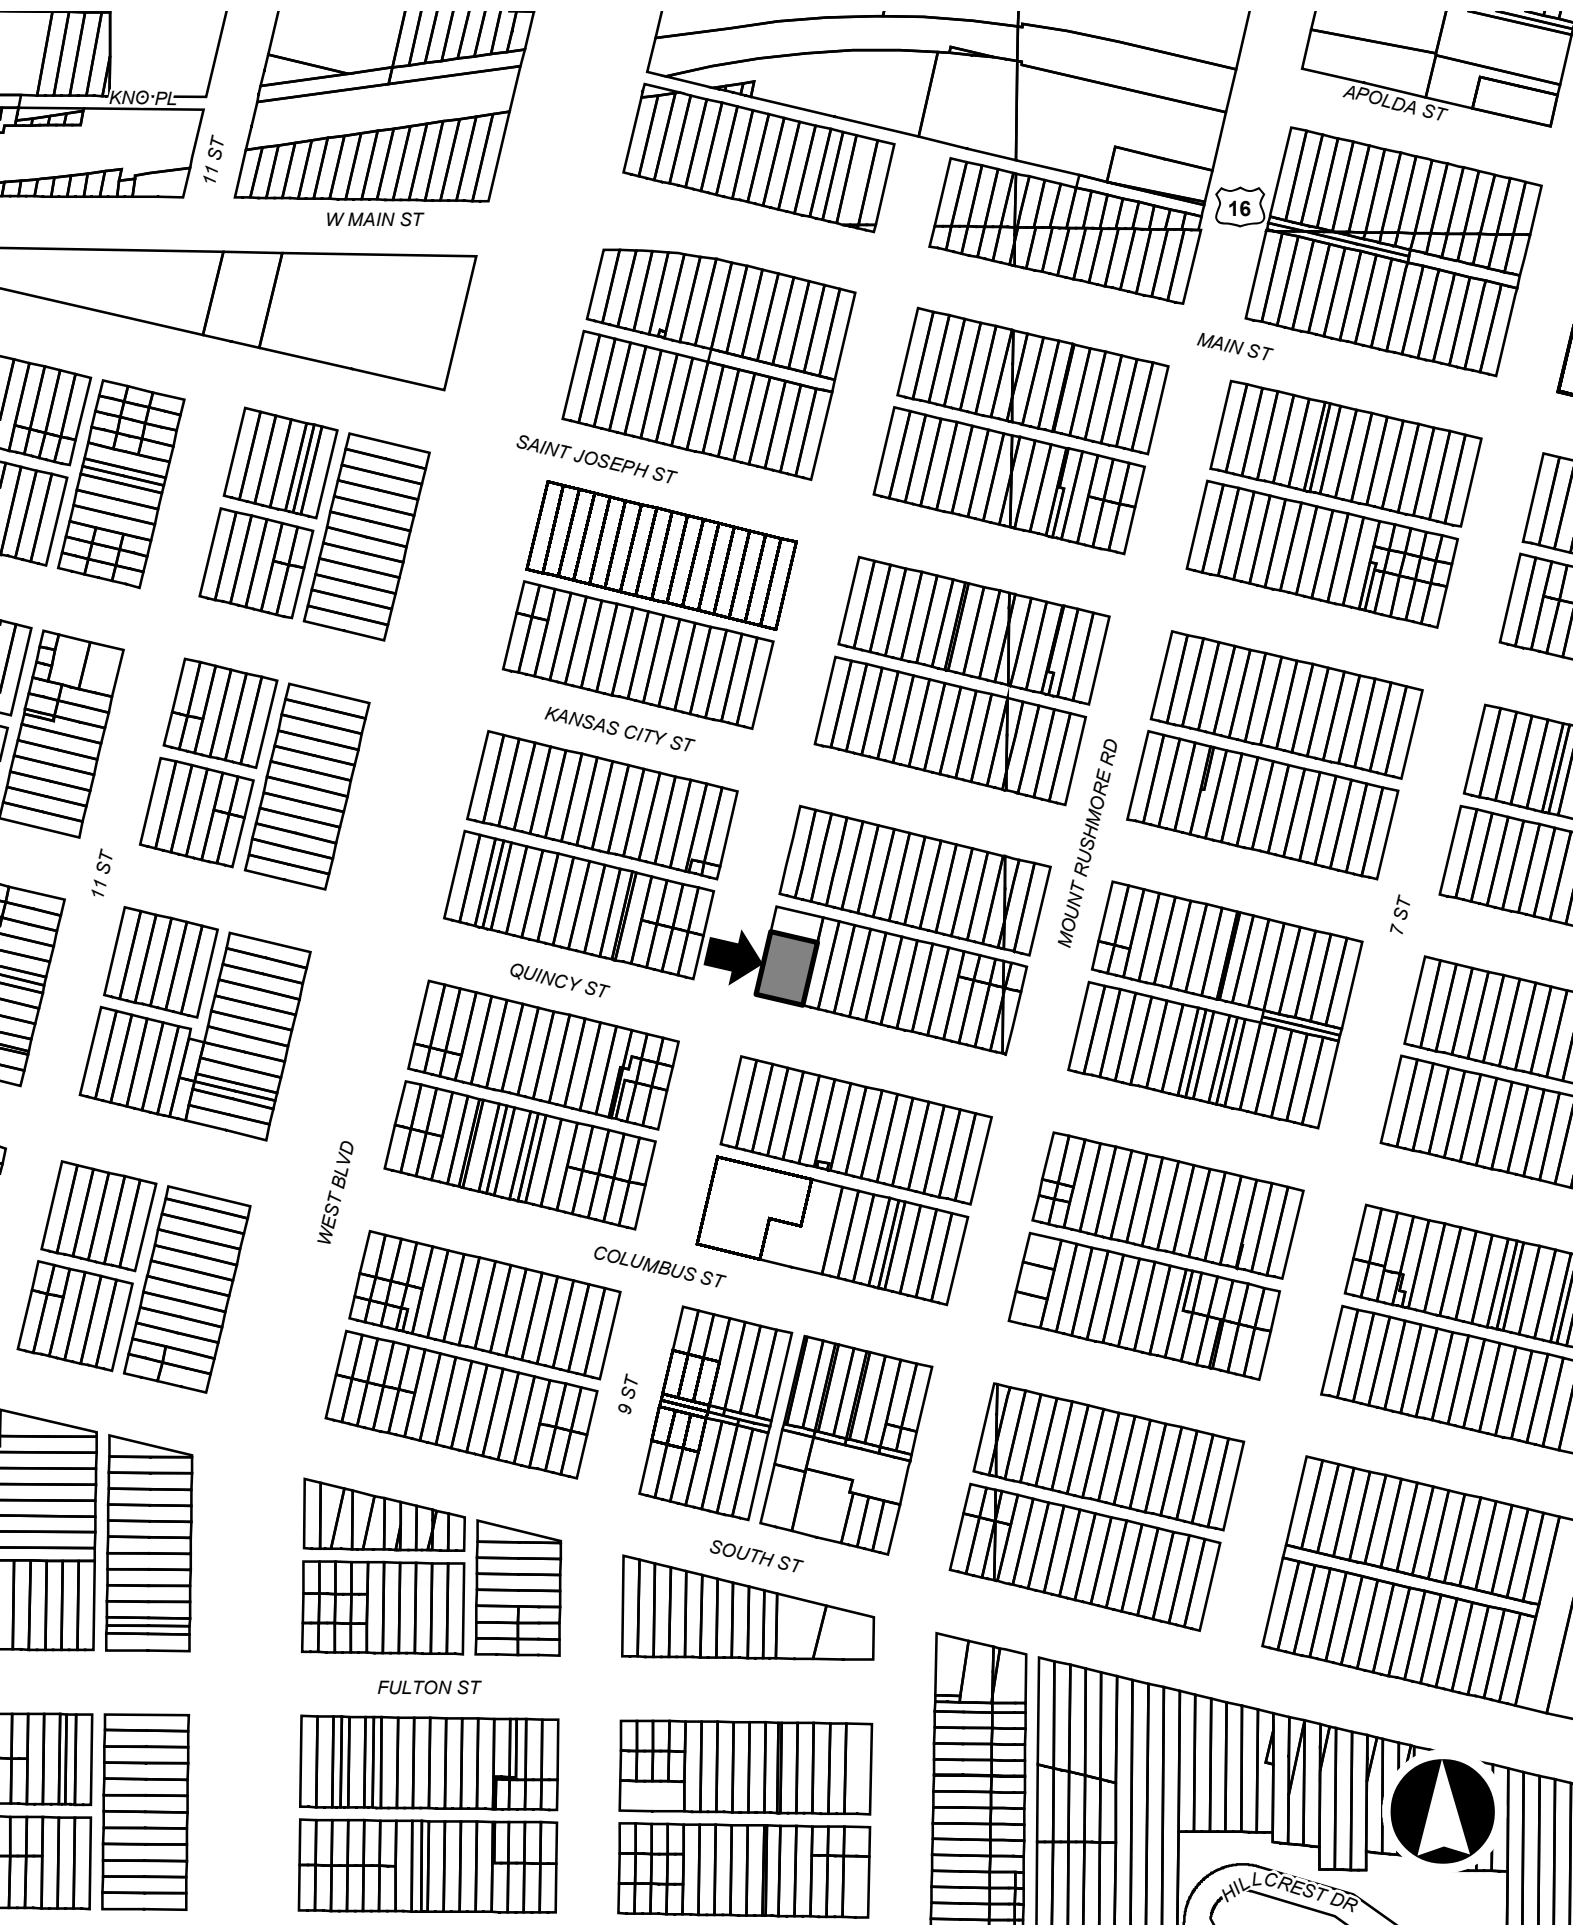 KNO PL
APOLDA ST
11 ST
16
W MAIN ST
MAIN ST
SAINT JOSEPH ST
KANSAS CITY ST
MOUNT RUSHMORE RD
11 ST
7 ST
QUINCY ST
WEST BLVD
COLUMBUS ST
9 ST
SOUTH ST
FULTON ST
HILLCREST DR